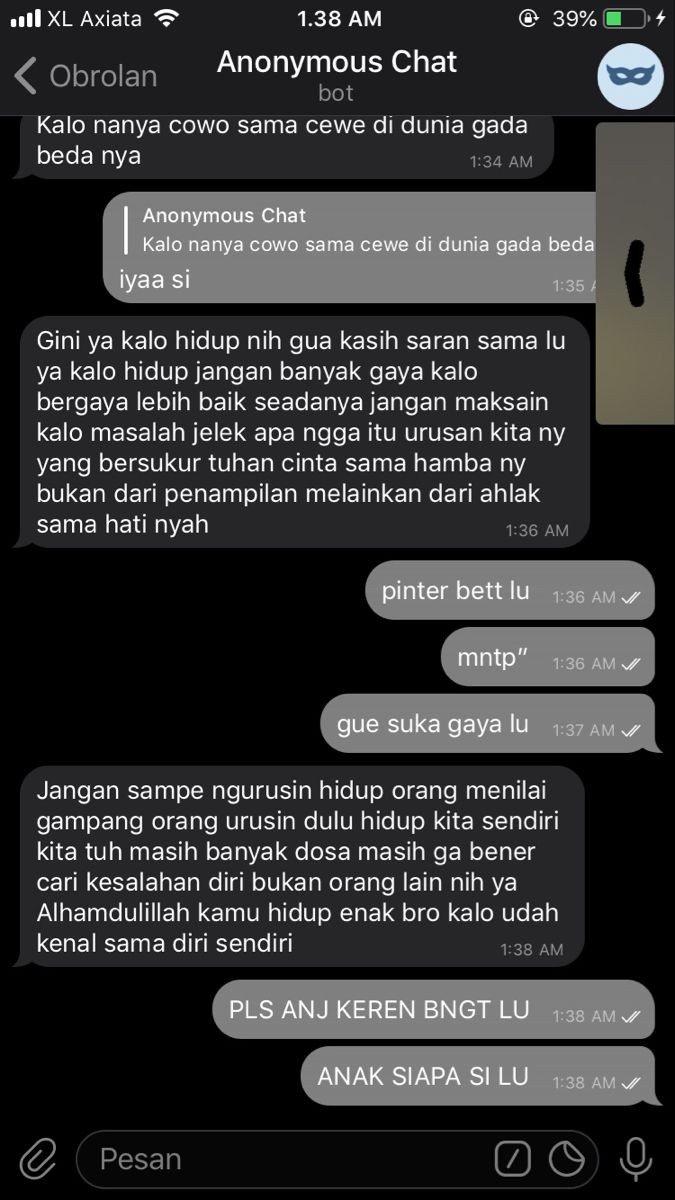 XL Axiata
1.38 AM
39%
Obrolan
Anonymous Chat
bot
Kalo nanya cowo sama cewe di dunia gada
beda nya
1:34 AM
Anonymous Chat
Kalo nanya cowo sama cewe di dunia gada beda
iyaa si
1:35
Gini ya kalo hidup nih gua kasih saran sama lu
ya kalo hidup jangan banyak gaya kalo
bergaya lebih baik seadanya jangan maksain
kalo masalah jelek apa ngga itu urusan kita ny
yang bersukur tuhan cinta sama hamba ny
bukan dari penampilan melainkan dari ahlak
sama hati nyah
1:36 AM
pinter bett lu
1:36 AM
mntp”
1:36 AM
gue suka gaya lu
1:37 AM
Jangan sampe ngurusin hidup orang menilai
gampang orang urusin dulu hidup kita sendiri
kita tuh masih banyak dosa masih ga bener
cari kesalahan diri bukan orang lain nih ya
Alhamdulillah kamu hidup enak bro kalo udah
kenal sama diri sendiri
1:38 AM
PLS ANJ KEREN BNGT LU
1:38 AM
ANAK SIAPA SI LU
1:38 AM
Pesan